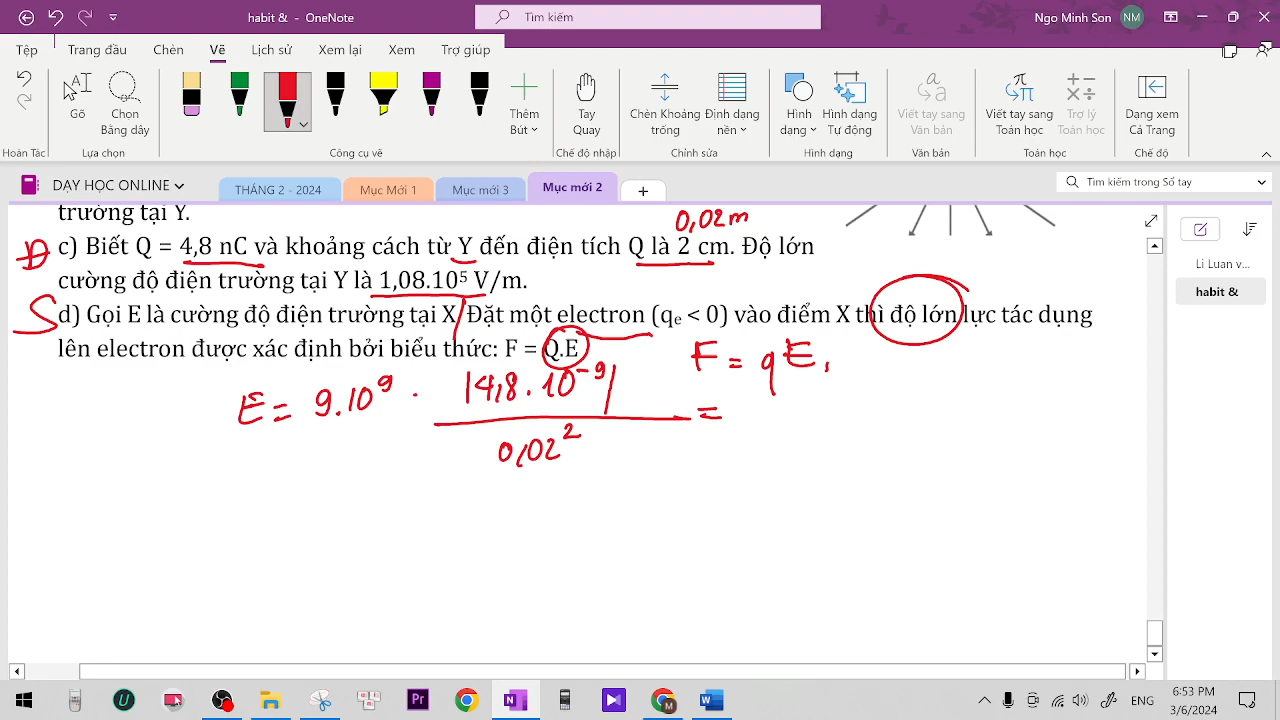 habit & - OneNote
Tìm kiếm
Ngo Minh Son
NM
Tệp
Trang đầu
Chèn
Vẽ
Lịch sử
Xem lại
Xem
Trợ giúp
Gõ
Chọn Bằng dây
Thêm Bút
Tay Quay
Chèn Khoảng trống
Định dạng nền
Hình dạng
Hình dạng Tự động
Viết tay sang Văn bản
Viết tay sang Toán học
Trợ lý Toán học
Dạng xem Cả Trang
Hoàn Tác
Lựa chọn
Công cụ vẽ
Chế độ nhập
Chỉnh sửa
Hình dạng
Văn bản
Toán học
Chế độ
DẠY HỌC ONLINE
THÁNG 2 - 2024
Mục Mới 1
Mục mới 3
Mục mới 2
Tìm kiếm trong Sổ tay
trường tại Y.
0,02m
Đ c) Biết Q = 4,8 nC và khoảng cách từ Y đến điện tích Q là 2 cm. Độ lớn
cường độ điện trường tại Y là 1,08.10⁵ V/m.
S d) Gọi E là cường độ điện trường tại X. Đặt một electron (qₑ < 0) vào điểm X thì độ lớn lực tác dụng
lên electron được xác định bởi biểu thức: F = Q.E
F = qE,
E = 9.10⁹ . |4,8.10⁻⁹| =
0,02²
Li Luan v...
habit &
ENG
6:53 PM
3/6/2024